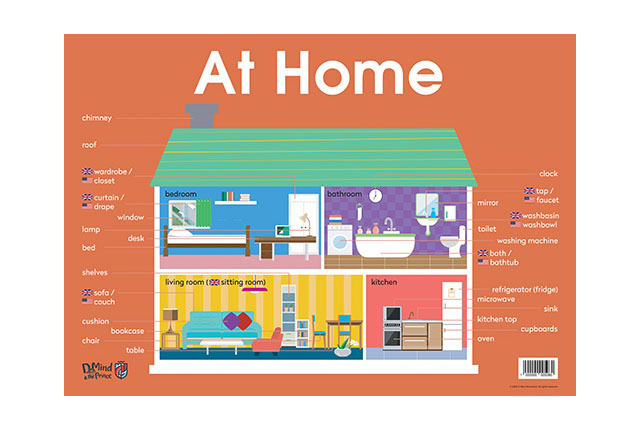 At Home
chimney
roof
wardrobe /
closet
curtain /
drape
window
lamp
desk
bed
shelves
sofa /
couch
cushion
bookcase
chair
table
bedroom
bathroom
living room ( sitting room)
kitchen
clock
tap /
faucet
mirror
washbasin
washbowl
toilet
washing machine
bath /
bathtub
refrigerator (fridge)
microwave
sink
kitchen top
cupboards
oven
DrMind
& the Prince